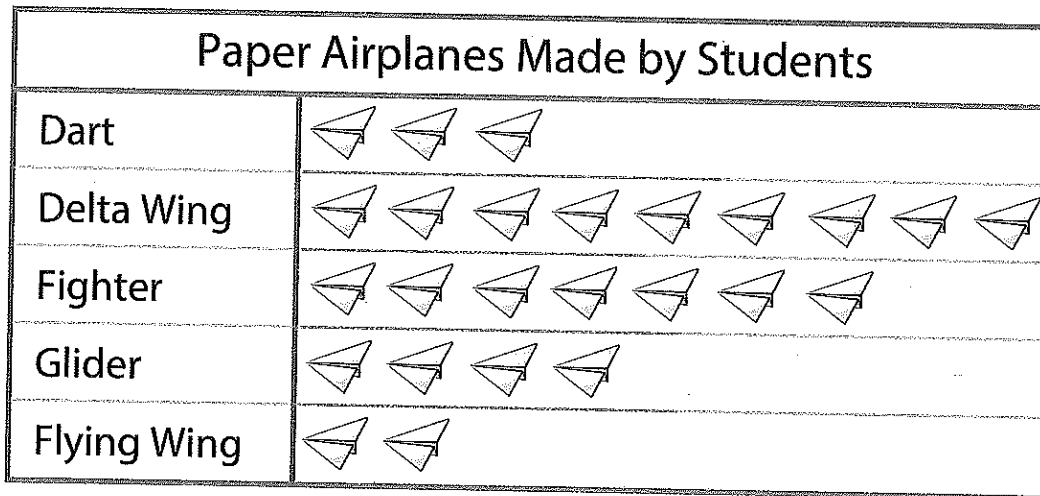 Paper Airplanes Made by Students
Dart
Delta Wing
Fighter
Glider
Flying Wing